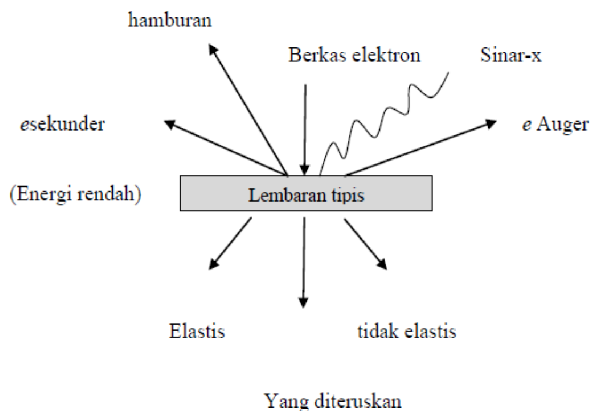 hamburan
Berkas elektron
Sinar-x
esekunder
e Auger
(Energi rendah)
Lembaran tipis
Elastis
tidak elastis
Yang diteruskan